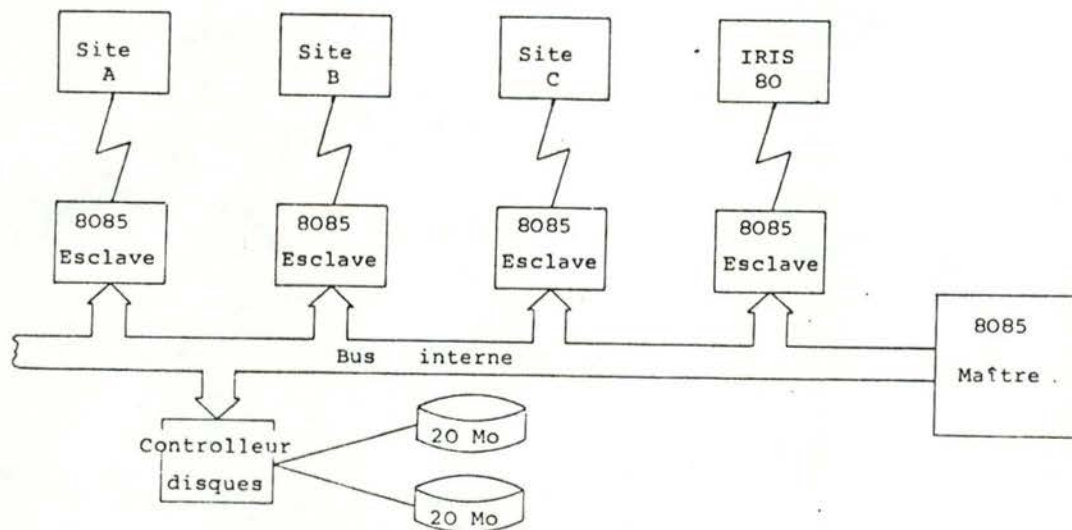 Site
A
Site
B
Site
C
IRIS
80
8085
Esclave
8085
Esclave
8085
Esclave
8085
Esclave
8085
Maître
Bus interne
Controlleur
disques
20 Mo
20 Mo